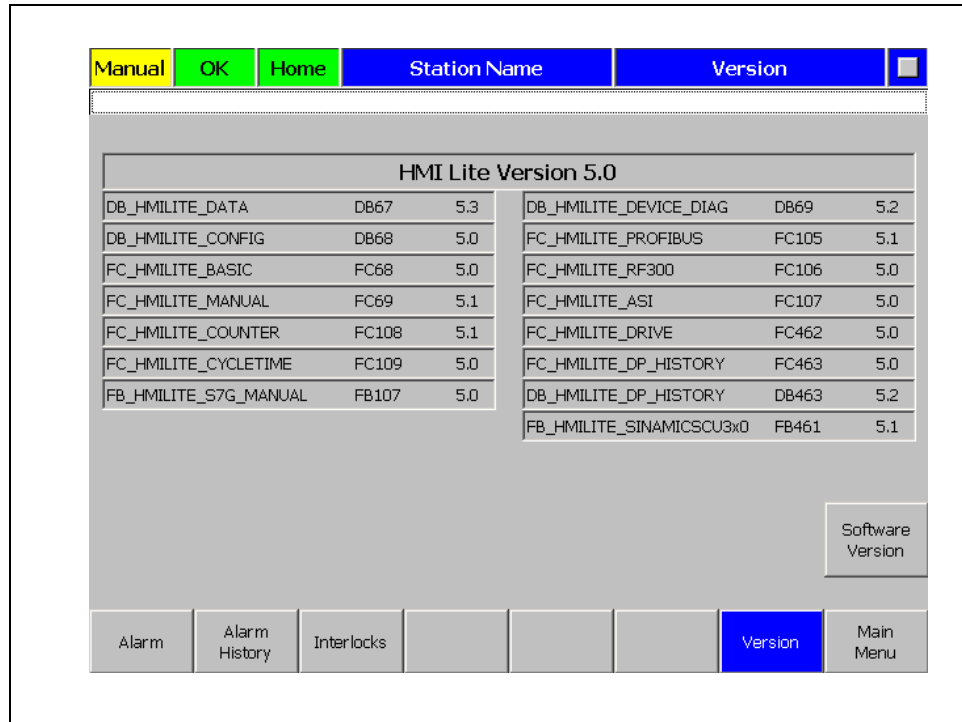 Manual OK Home Station Name Version
HMI Lite Version 5.0
DB_HMILITE_DATA DB67 5.3
DB_HMILITE_CONFIG DB68 5.0
FC_HMILITE_BASIC FC68 5.0
FC_HMILITE_MANUAL FC69 5.1
FC_HMILITE_COUNTER FC108 5.1
FC_HMILITE_CYCLETIME FC109 5.0
FB_HMILITE_S7G_MANUAL FB107 5.0
DB_HMILITE_DEVICE_DIAG DB69 5.2
FC_HMILITE_PROFIBUS FC105 5.1
FC_HMILITE_RF300 FC106 5.0
FC_HMILITE_ASI FC107 5.0
FC_HMILITE_DRIVE FC462 5.0
FC_HMILITE_DP_HISTORY FC463 5.0
DB_HMILITE_DP_HISTORY DB463 5.2
FB_HMILITE_SINAMICSCU3x0 FB461 5.1
Software
Version
Alarm
Alarm
History
Interlocks
Version
Main
Menu